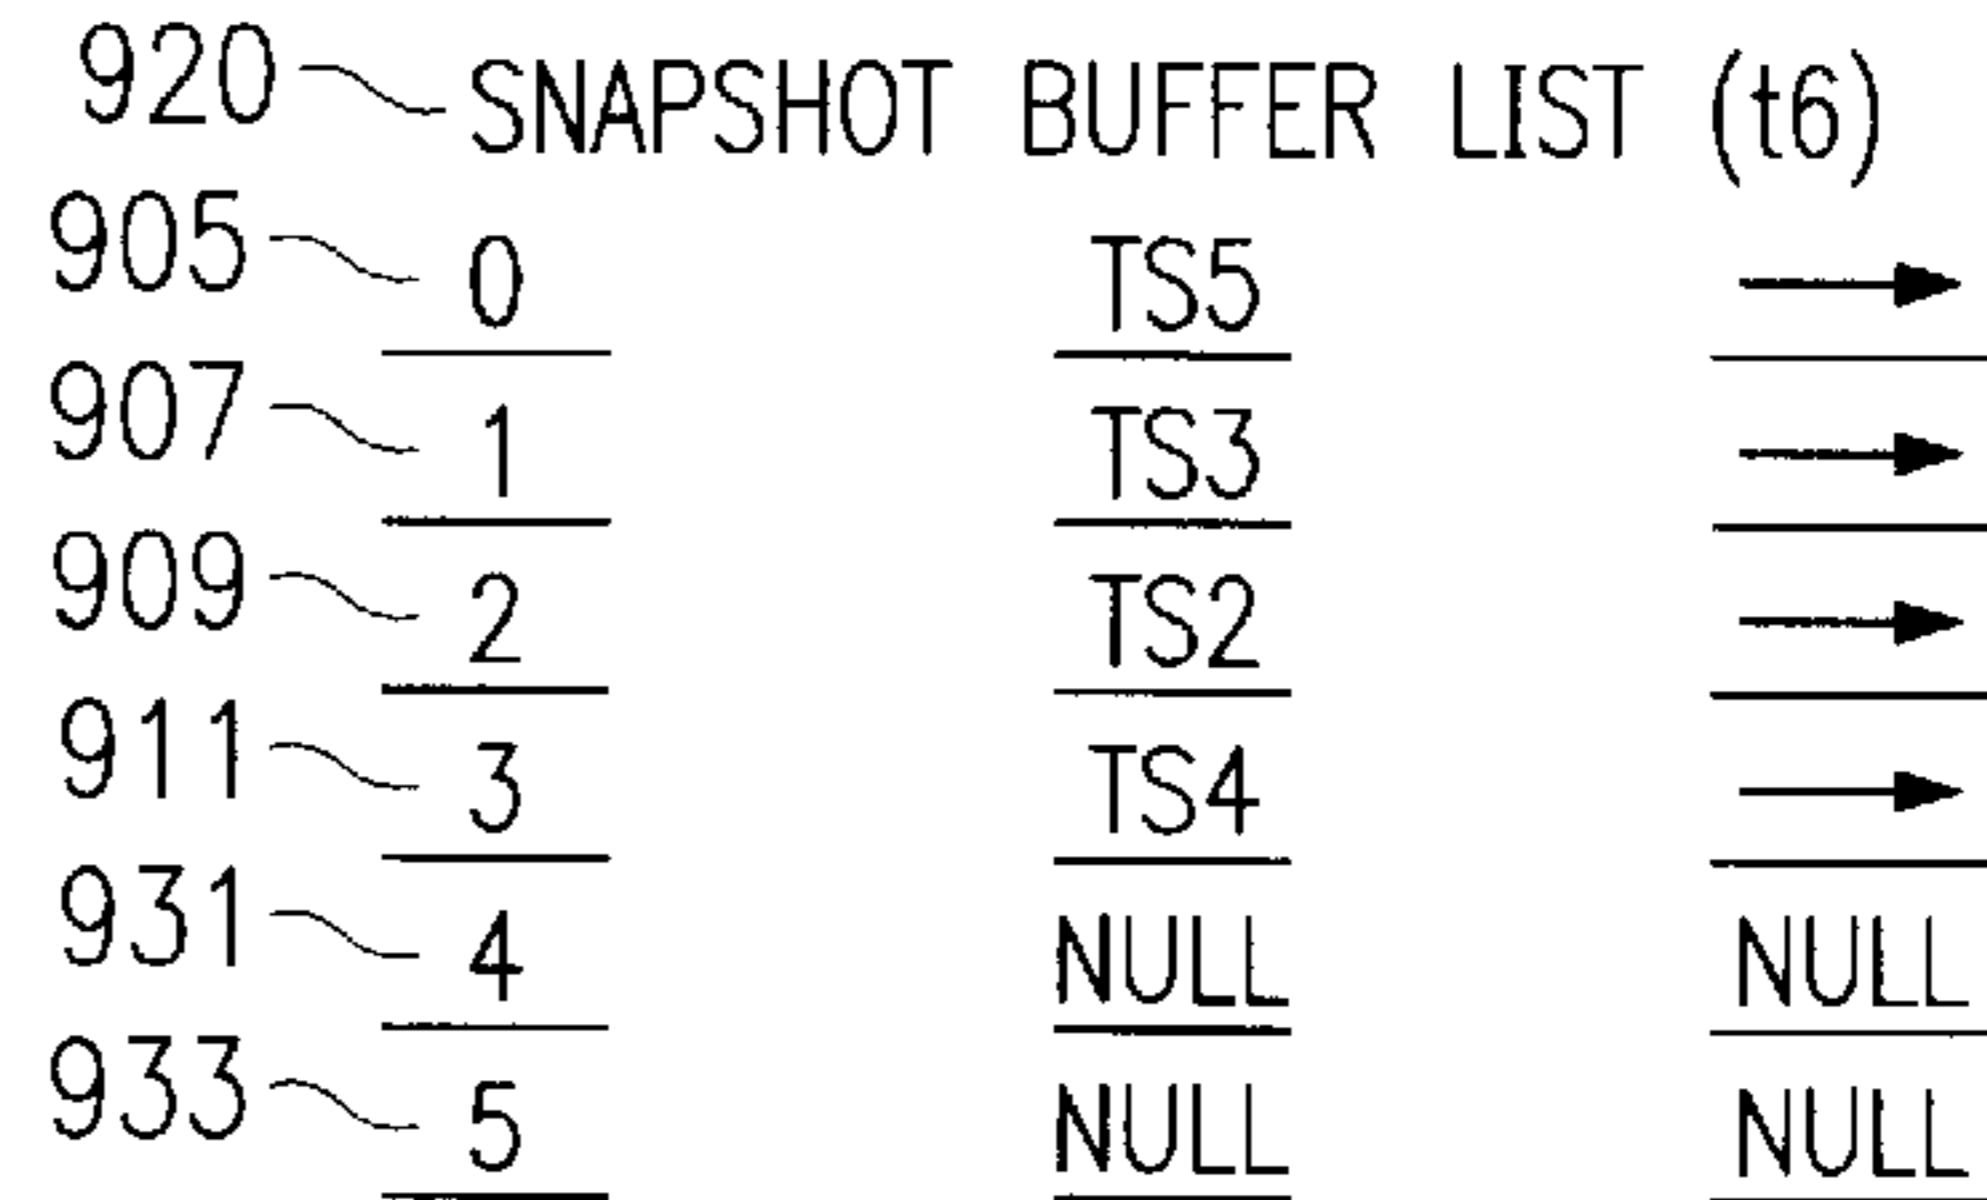 920 SNAPSHOT BUFFER LIST (t6)
905 0 TS5
907 1 TS3
909 2 TS2
911 3 TS4
931 4 NULL NULL
933 5 NULL NULL